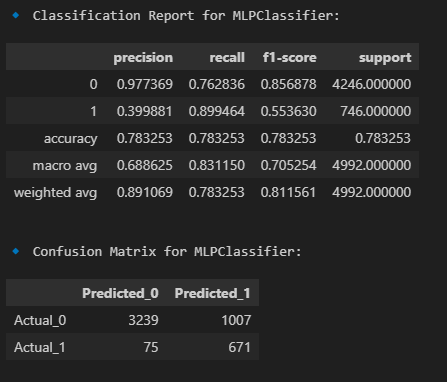 Classification Report for MLPClassifier:
precision recall f1-score support
0 0.977369 0.762836 0.856878 4246.000000
1 0.399881 0.899464 0.553630 746.000000
accuracy 0.783253 0.783253 0.783253 0.783253
macro avg 0.688625 0.831150 0.705254 4992.000000
weighted avg 0.891069 0.783253 0.811561 4992.000000
Confusion Matrix for MLPClassifier:
Predicted_0 Predicted_1
Actual_0 3239 1007
Actual_1 75 671